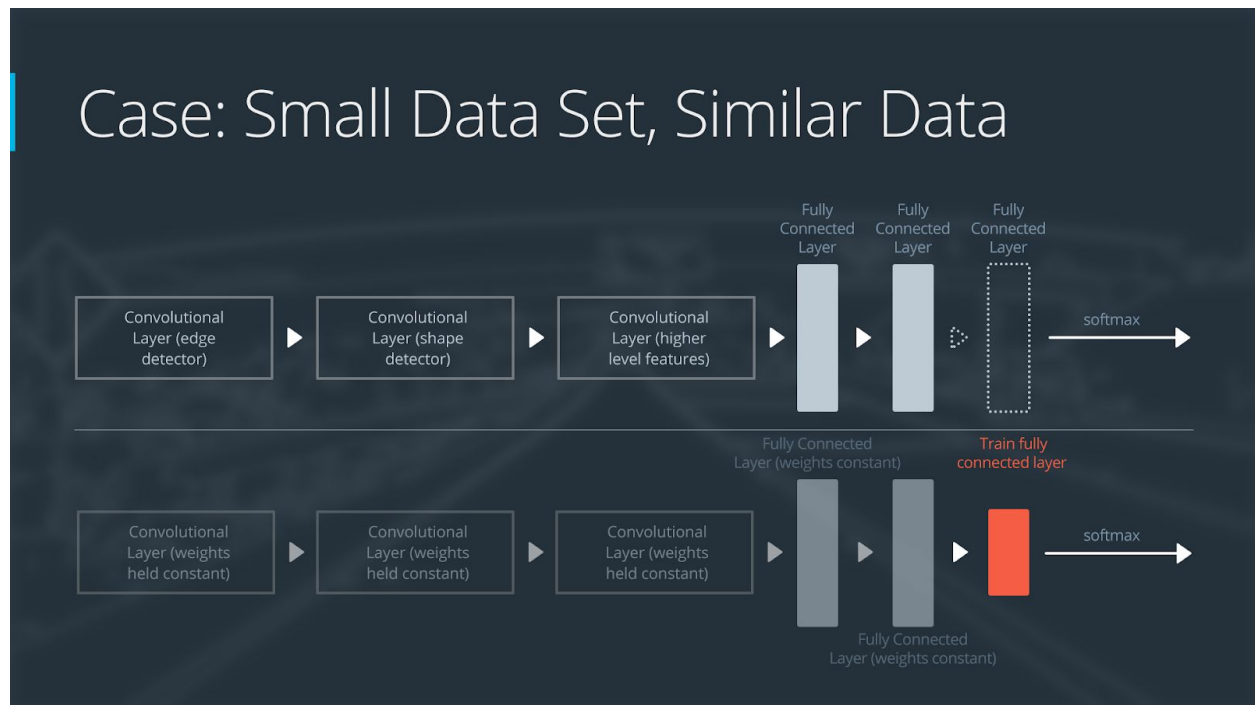 Case: Small Data Set, Similar Data
Fully
Connected
Layer
Fully
Connected
Layer
Fully
Connected
Layer
Convolutional
Layer (edge
detector)
Convolutional
Layer (shape
detector)
Convolutional
Layer (higher
level features)
softmax
Fully Connected
Layer (weights constant)
Train fully
connected layer
Convolutional
Layer (weights
held constant)
Convolutional
Layer (weights
held constant)
Convolutional
Layer (weights
held constant)
softmax
Fully Connected
Layer (weights constant)